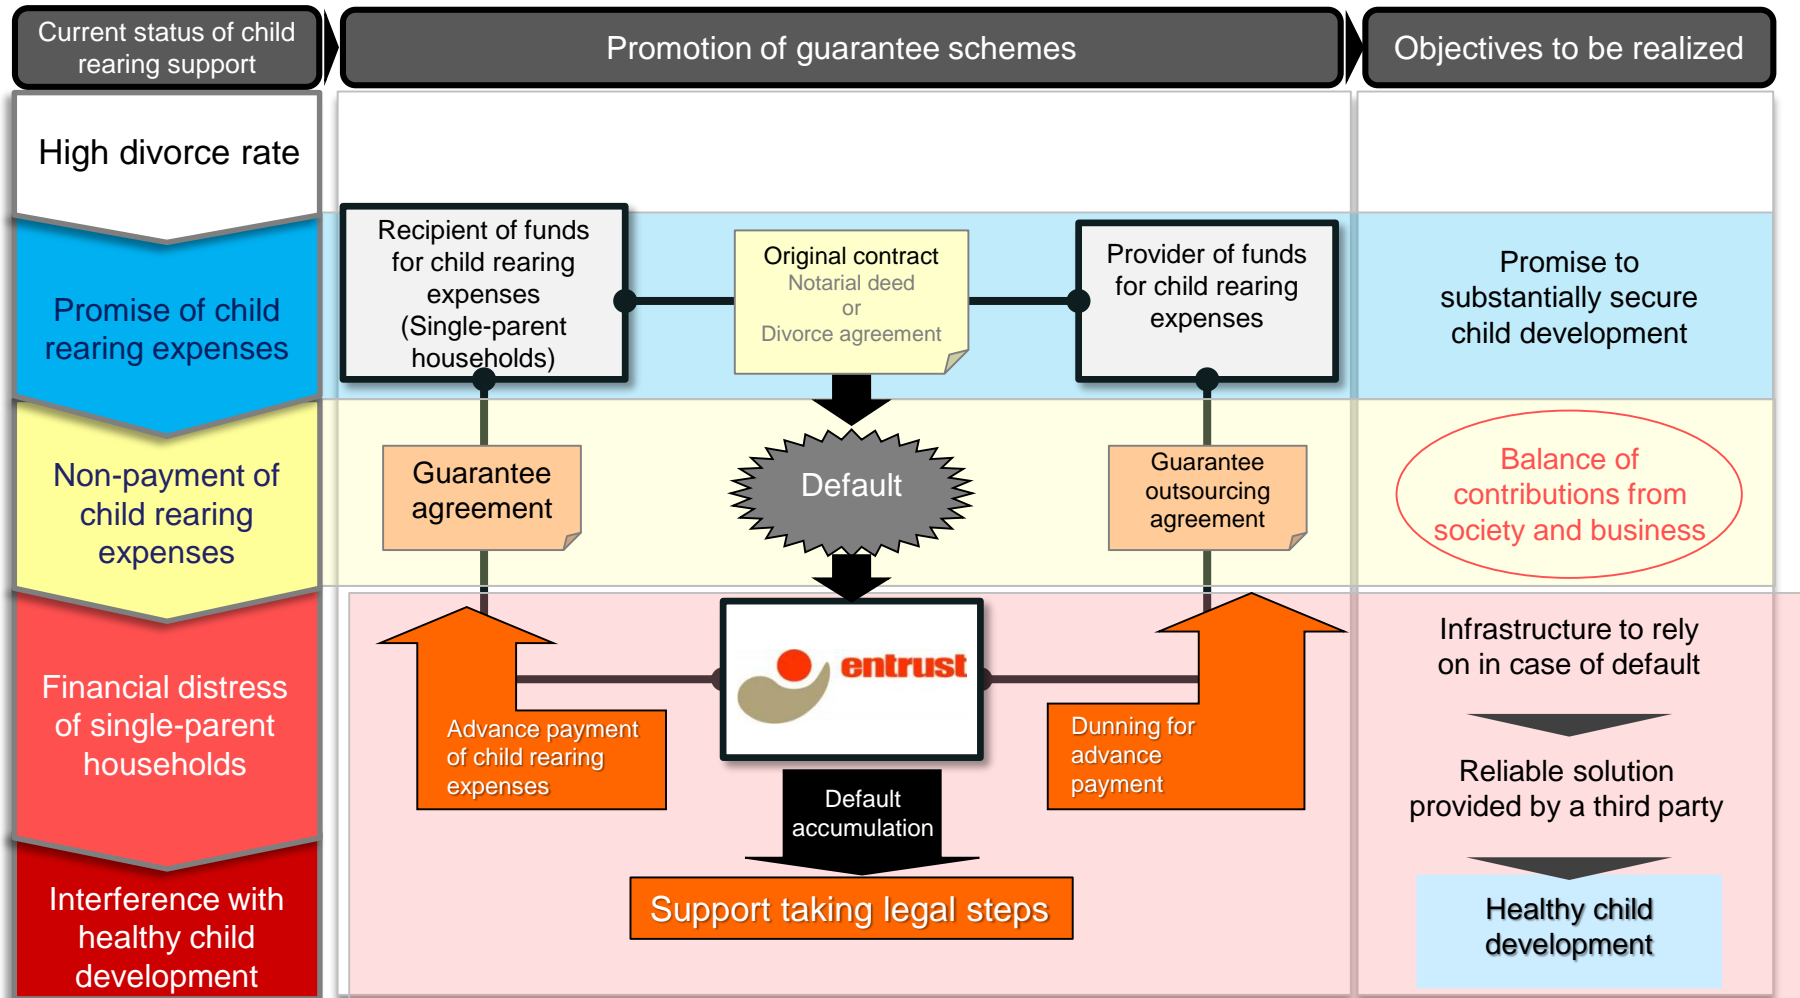 Current status of child
rearing support
Promotion of guarantee schemes
Objectives to be realized
High divorce rate
Promise of child
rearing expenses
Non-payment of
child rearing
expenses
Financial distress
of single-parent
households
Interference with
healthy child
development
Recipient of funds
for child rearing
expenses
(Single-parent
households)
Original contract
Notarial deed
or
Divorce agreement
Provider of funds
for child rearing
expenses
Guarantee
agreement
Default
Guarantee
outsourcing
agreement
entrust
Advance payment
of child rearing
expenses
Dunning for
advance
payment
Default
accumulation
Support taking legal steps
Promise to
substantially secure
child development
Balance of
contributions from
society and business
Infrastructure to rely
on in case of default
Reliable solution
provided by a third party
Healthy child
development